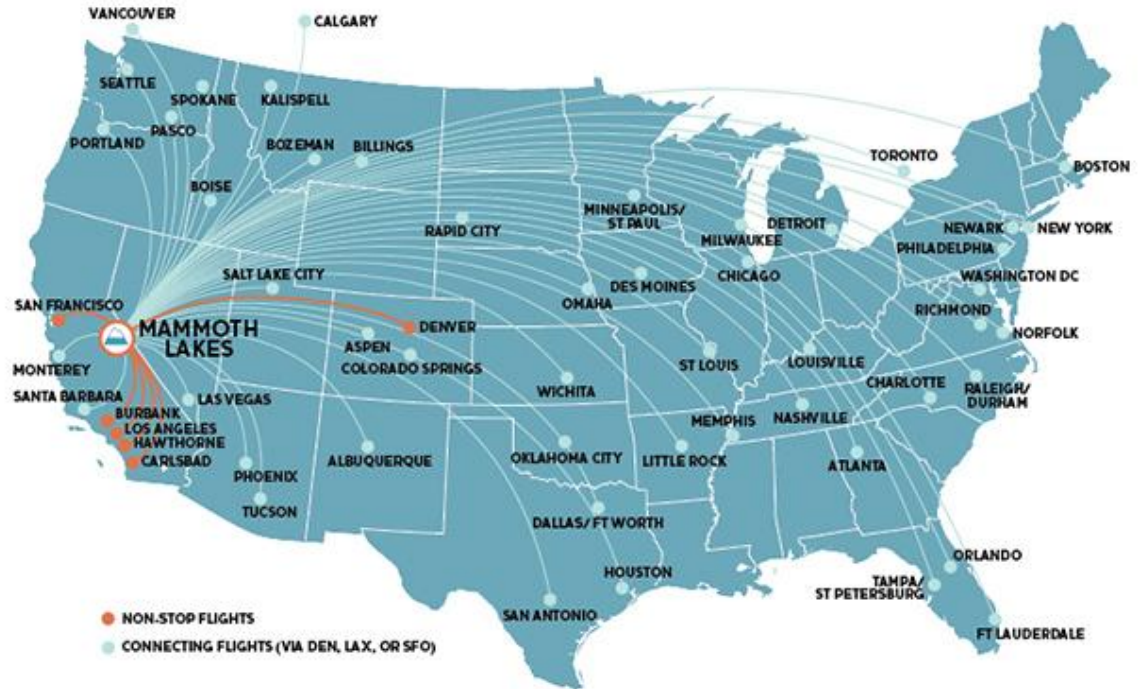 VANCOUVER
CALGARY
SEATTLE
SPOKANE
KALISPELL
PASCO
PORTLAND
BOZEMAN
BILLINGS
TORONTO
BOSTON
BOISE
MINNEAPOLIS/
ST PAUL
RAPID CITY
MILWAUKEE
DETROIT
NEWARK
NEW YORK
PHILADELPHIA
SALT LAKE CITY
CHICAGO
WASHINGTON DC
DES MOINES
OMAHA
SAN FRANCISCO
RICHMOND
NORFOLK
MAMMOTH
LAKES
DENVER
ASPEN
COLORADO SPRINGS
ST LOUIS
LOUISVILLE
MONTEREY
WICHITA
CHARLOTTE
RALEIGH/
DURHAM
SANTA BARBARA
LAS VEGAS
BURBANK
LOS ANGELES
HAWTHORNE
CARLSBAD
NASHVILLE
MEMPHIS
ALBUQUERQUE
OKLAHOMA CITY
LITTLE ROCK
ATLANTA
PHOENIX
TUCSON
DALLAS/FT WORTH
HOUSTON
ORLANDO
TAMPA/
ST PETERSBURG
SAN ANTONIO
FT LAUDERDALE
NON-STOP FLIGHTS
CONNECTING FLIGHTS (VIA DEN, LAX, OR SFO)